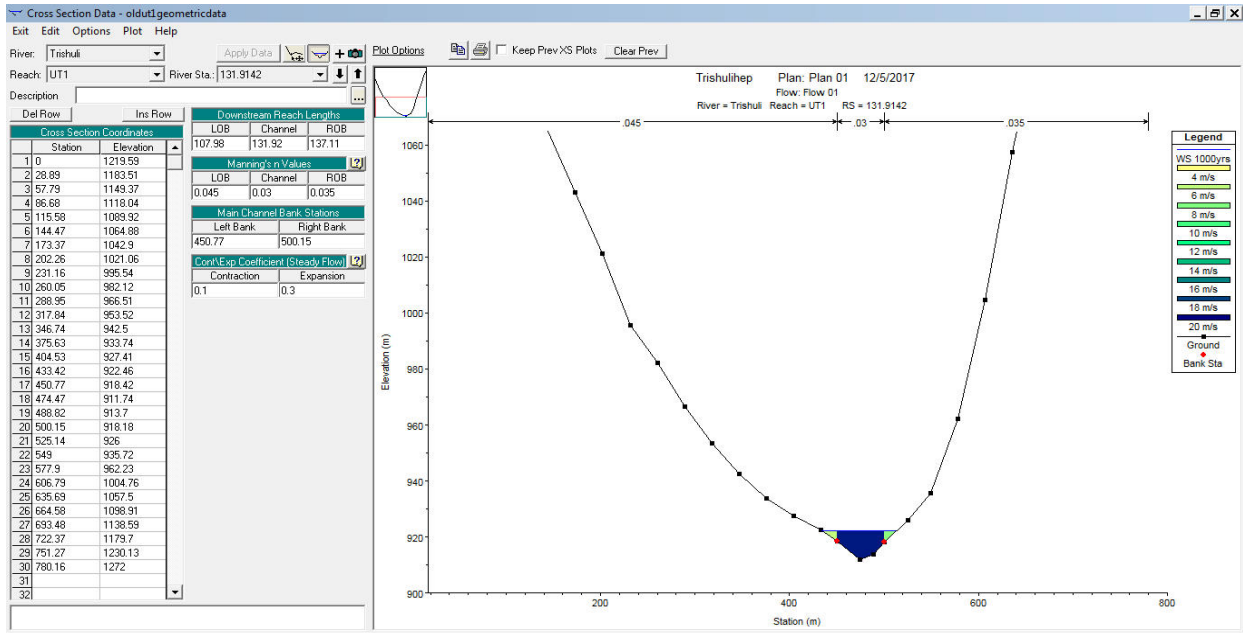 Cross Section Data - oldut1geometricdata
Exit Edit Options Plot Help
River: Trishuli Apply Data
Reach: UT1 River Sta.: 131.9142
Description ...
Del Row Ins Row
Cross Section Coordinates
Station Elevation
1 0 1219.59
2 28.89 1183.51
3 57.79 1149.37
4 86.68 1118.04
5 115.58 1089.92
6 144.47 1064.88
7 173.37 1042.9
8 202.26 1021.06
9 231.16 995.54
10 260.05 982.12
11 288.95 966.51
12 317.84 953.52
13 346.74 942.5
14 375.63 933.74
15 404.53 927.41
16 433.42 922.46
17 450.77 918.42
18 474.47 911.74
19 488.82 913.7
20 500.15 918.18
21 525.14 926
22 549 935.72
23 577.9 962.23
24 606.79 1004.76
25 635.69 1057.5
26 664.58 1098.91
27 693.48 1138.59
28 722.37 1179.7
29 751.27 1230.13
30 780.16 1272
31
32
Downstream Reach Lengths
LOB Channel ROB
107.98 131.92 137.11
Manning's n Values
LOB Channel ROB
0.045 0.03 0.035
Main Channel Bank Stations
Left Bank Right Bank
450.77 500.15
Cont\Exp Coefficient (Steady Flow)
Contraction Expansion
0.1 0.3
Plot Options Keep Prev XS Plots Clear Prev
Trishulihep Plan: Plan 01 12/5/2017
Flow: Flow 01
River = Trishuli Reach = UT1 RS = 131.9142
.045 .03 .035
1060
1040
1020
1000
980
960
940
920
900
Elevation (m)
200 400 600 800
Station (m)
Legend
WS 1000yrs
4 m/s
6 m/s
8 m/s
10 m/s
12 m/s
14 m/s
16 m/s
18 m/s
20 m/s
Ground
Bank Sta